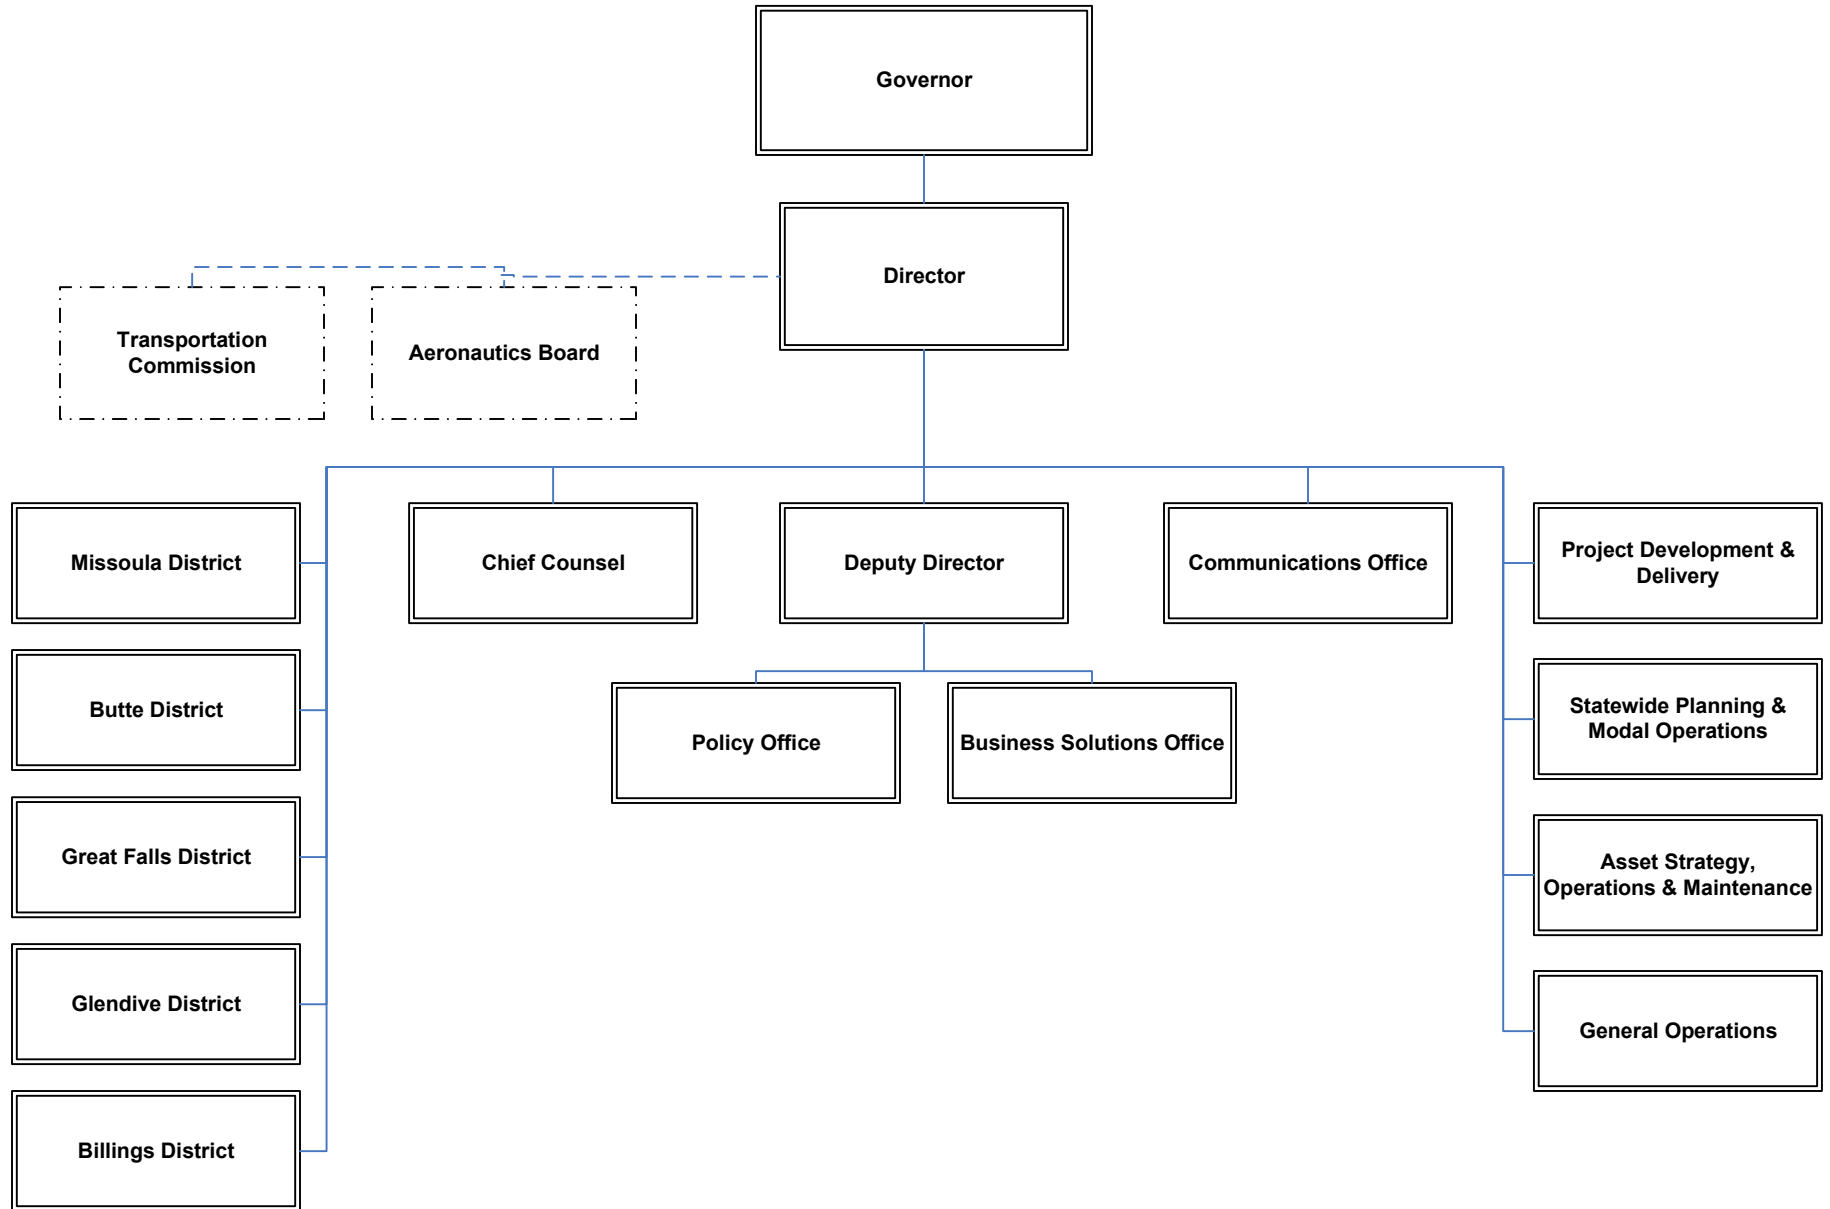 Governor
Director
Transportation
Commission
Aeronautics Board
Missoula District
Chief Counsel
Deputy Director
Communications Office
Project Development &
Delivery
Butte District
Policy Office
Business Solutions Office
Statewide Planning &
Modal Operations
Great Falls District
Asset Strategy,
Operations & Maintenance
Glendive District
General Operations
Billings District